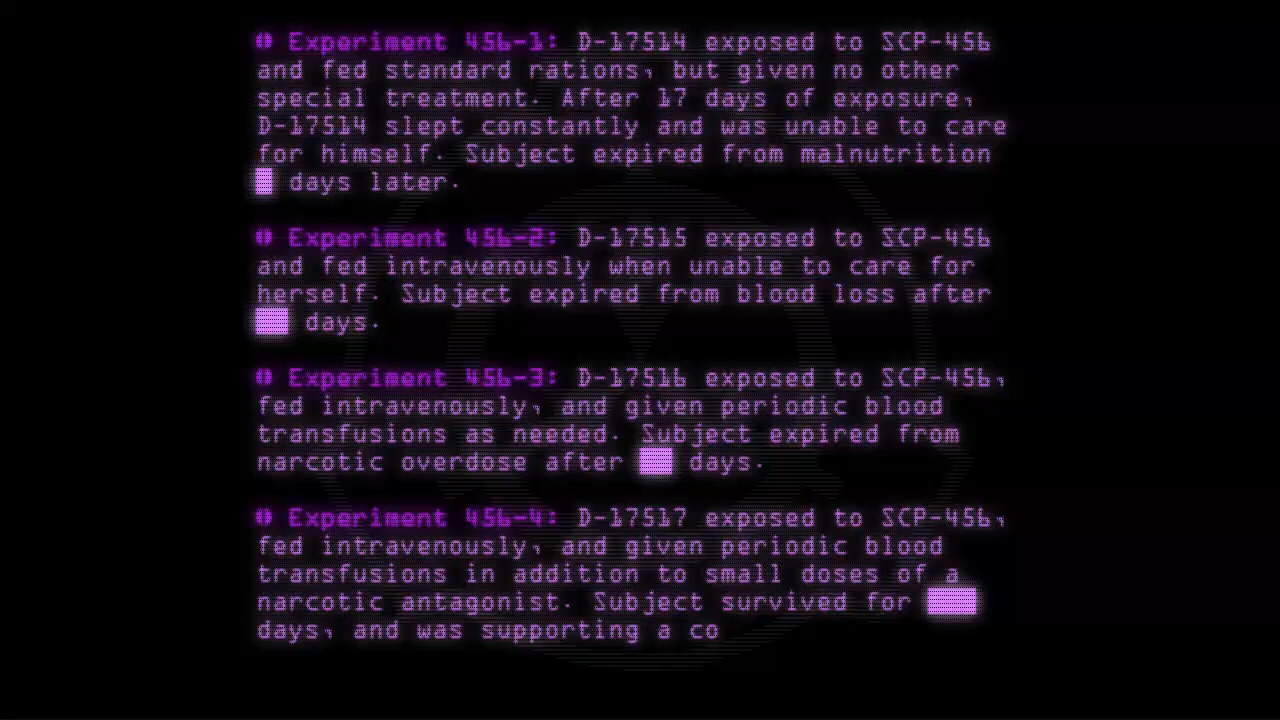 ● Experiment 456-1: D-17514 exposed to SCP-456
and fed standard rations, but given no other
special treatment. After 17 days of exposure,
D-17514 slept constantly and was unable to care
for himself. Subject expired from malnutrition
█ days later.
● Experiment 456-2: D-17515 exposed to SCP-456
and fed intravenously when unable to care for
herself. Subject expired from blood loss after
██ days.
● Experiment 456-3: D-17516 exposed to SCP-456,
fed intravenously, and given periodic blood
transfusions as needed. Subject expired from
narcotic overdose after ██ days.
● Experiment 456-4: D-17517 exposed to SCP-456,
fed intravenously, and given periodic blood
transfusions in addition to small doses of a
narcotic antagonist. Subject survived for ███
days, and was supporting a co